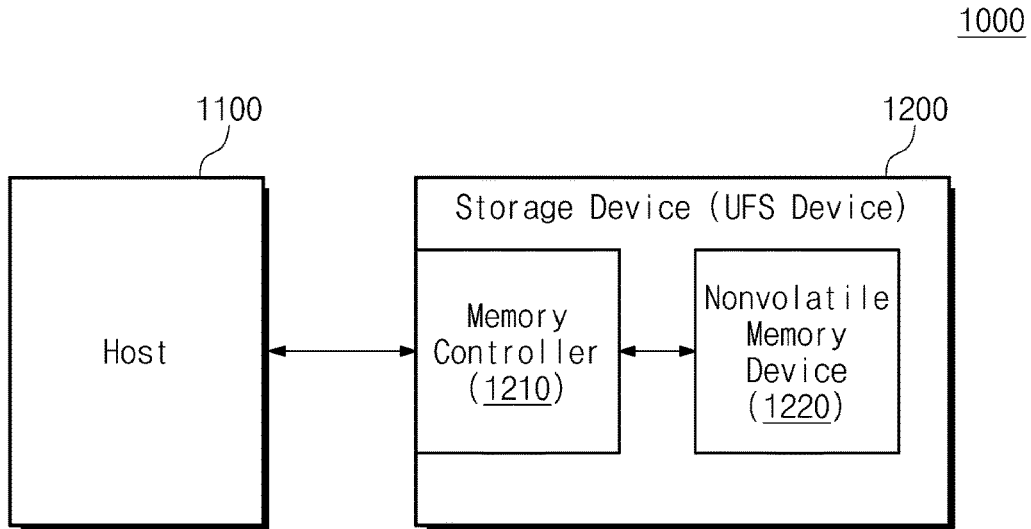 1000
1100
1200
Storage Device (UFS Device)
Host
Memory
Controller
(1210)
Nonvolatile
Memory
Device
(1220)